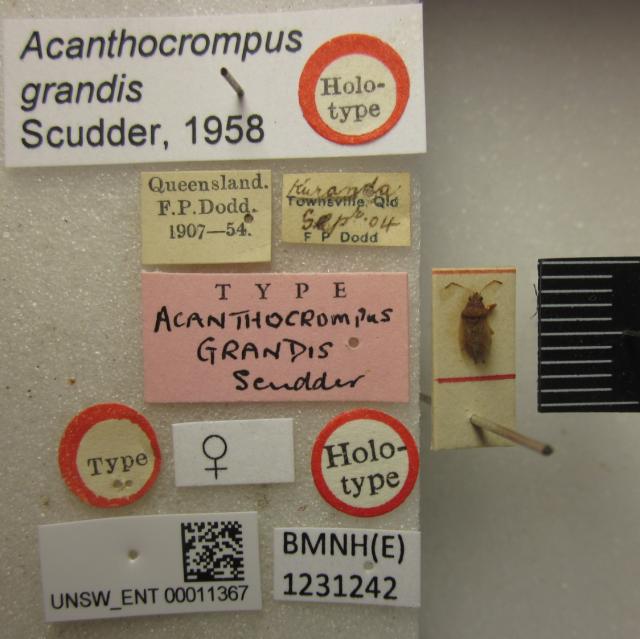 Acanthocrompus
grandis
Scudder, 1958
Holo-
type
Queensland.
F.P.Dodd.
1907—54.
Kuranda
Townsville, Qld
Sep. 04
F P Dodd
TYPE
ACANTHOCROMPUS
GRANDIS
Scudder
Type
♀
Holo-
type
UNSW_ENT 00011367
BMNH(E)
1231242